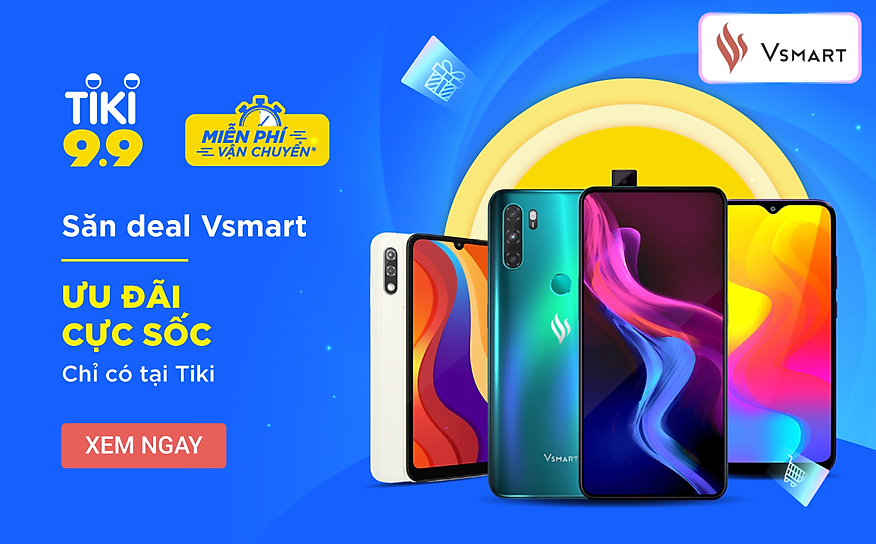 TiKi
9.9
MIỄN PHÍ
VẬN CHUYỂN*
VSMART
Săn deal Vsmart
ƯU ĐÃI
CỰC SỐC
Chỉ có tại Tiki
XEM NGAY
VSMART